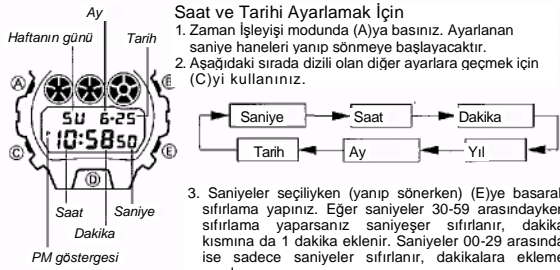 Ay
Haftanın günü
Tarih
SU 6-25
10:58 50
A
B
C
E
D
Saat
Saniye
Dakika
PM göstergesi
Saat ve Tarihi Ayarlamak İçin
1. Zaman İşleyişi modunda (A)ya basınız. Ayarlanan
saniye haneleri yanıp sönmeye başlayacaktır.
2. Aşağıdaki sırada dizili olan diğer ayarlara geçmek için
(C)yi kullanınız.
Saniye
Saat
Dakika
Tarih
Ay
Yıl
3. Saniyeler seçiliyken (yanıp sönerken) (E)ye basarak
sıfırlama yapınız. Eğer saniyeler 30-59 arasındayken
sıfırlama yaparsanız saniyeşer sıfırlanır, dakika
kısmına da 1 dakika eklenir. Saniyeler 00-29 arasında
ise sadece saniyeler sıfırlanır, dakikalara ekleme